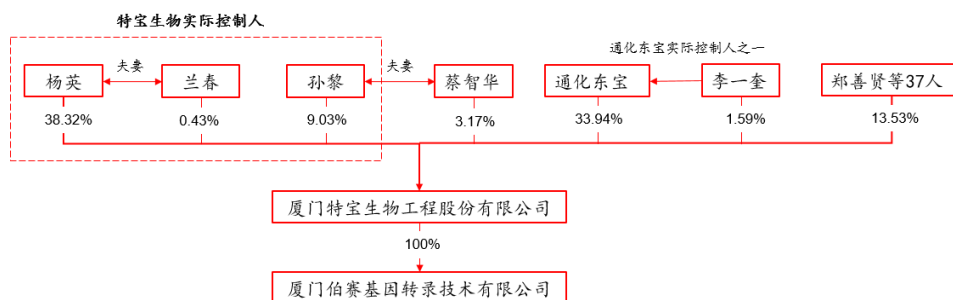 特宝生物实际控制人
通化东宝实际控制人之一
夫妻
夫妻
杨英
兰春
孙黎
蔡智华
通化东宝
李一奎
郑善贤等37人
38.32%
0.43%
9.03%
3.17%
33.94%
1.59%
13.53%
厦门特宝生物工程股份有限公司
100%
厦门伯赛基因转录技术有限公司